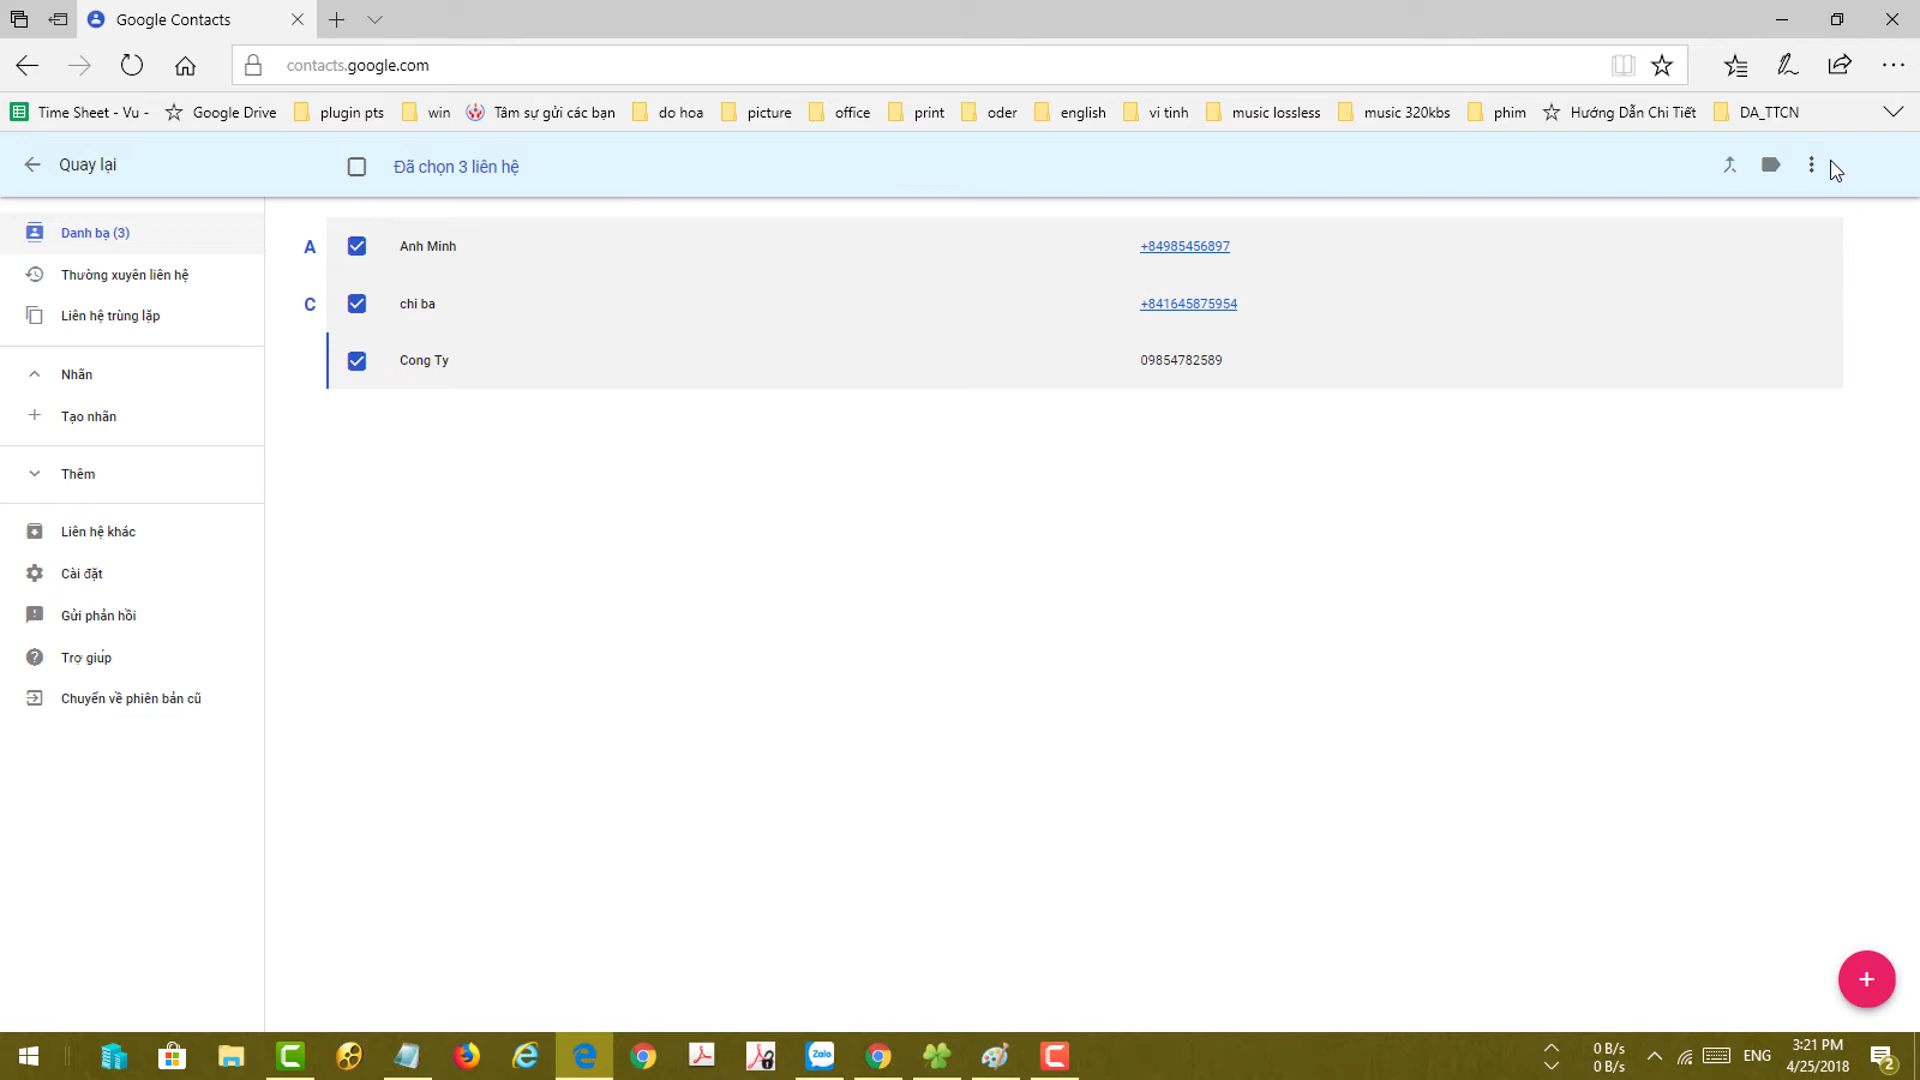 Google Contacts
contacts.google.com
Time Sheet - Vu -
Google Drive
plugin pts
win
Tâm sự gửi các bạn
do hoa
picture
office
print
oder
english
vi tinh
music lossless
music 320kbs
phim
Hướng Dẫn Chi Tiết
DA_TTCN
Quay lại
Đã chọn 3 liên hệ
Danh bạ (3)
A
Anh Minh
+84985456897
Thường xuyên liên hệ
C
chi ba
+841645875954
Liên hệ trùng lặp
Cong Ty
09854782589
Nhãn
Tạo nhãn
Thêm
Liên hệ khác
Cài đặt
Gửi phản hồi
Trợ giúp
Chuyển về phiên bản cũ
Zalo
0 B/s
0 B/s
ENG
3:21 PM
4/25/2018
2